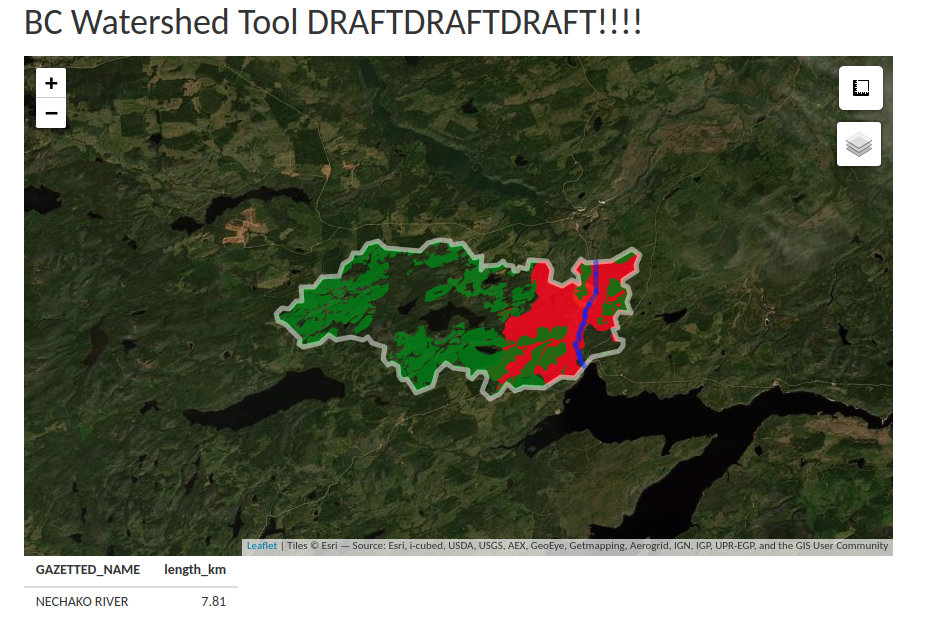 BC Watershed Tool DRAFTDRAFTDRAFT!!!!
+
−
Leaflet | Tiles © Esri — Source: Esri, i-cubed, USDA, USGS, AEX, GeoEye, Getmapping, Aerogrid, IGN, IGP, UPR-EGP, and the GIS User Community
GAZETTED_NAME length_km
NECHAKO RIVER 7.81